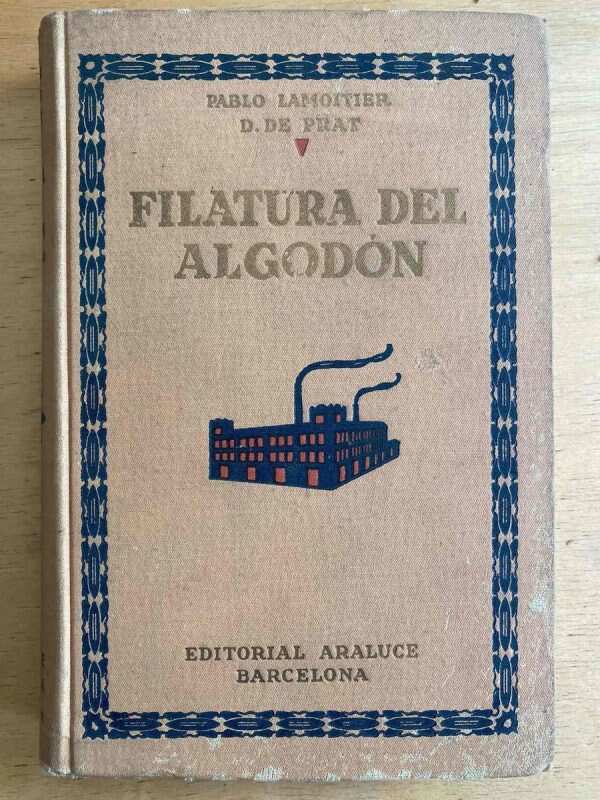 PABLO LAMOITIER
D. DE PRAT
FILATURA DEL
ALGODÓN
EDITORIAL ARALUCE
BARCELONA